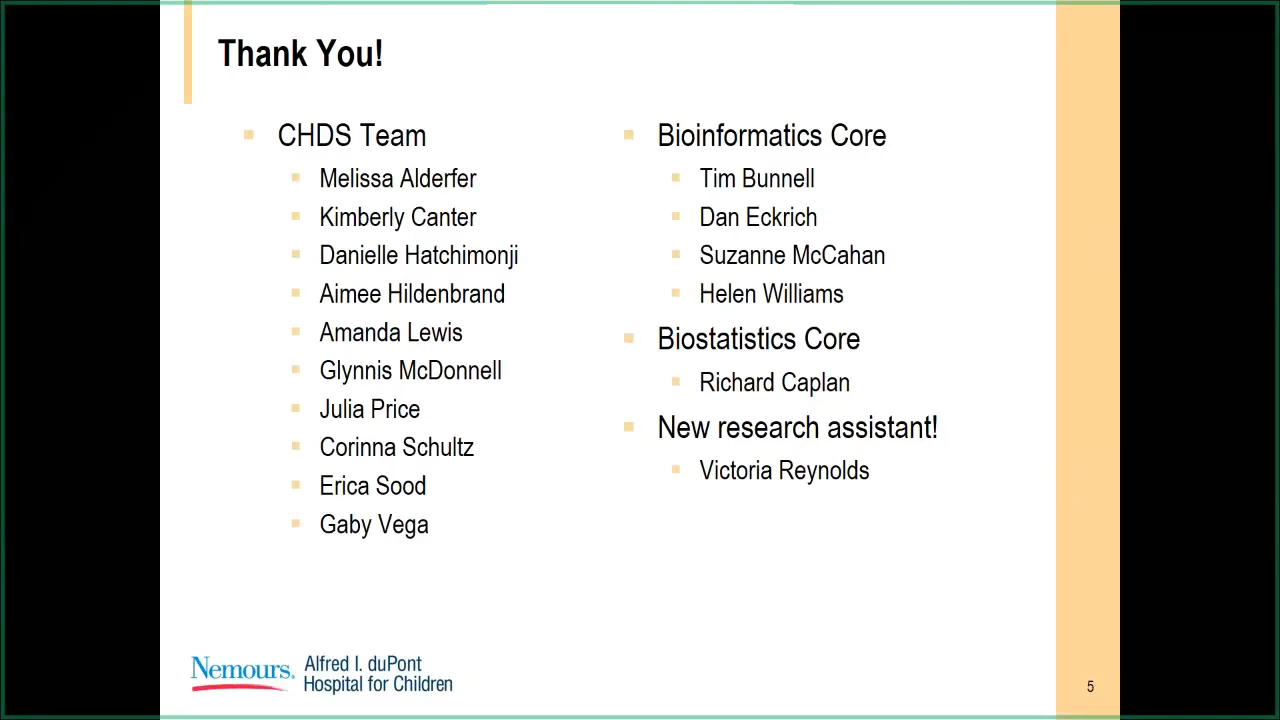 Thank You!
CHDS Team
Melissa Alderfer
Kimberly Canter
Danielle Hatchimonji
Aimee Hildenbrand
Amanda Lewis
Glynnis McDonnell
Julia Price
Corinna Schultz
Erica Sood
Gaby Vega
Bioinformatics Core
Tim Bunnell
Dan Eckrich
Suzanne McCahan
Helen Williams
Biostatistics Core
Richard Caplan
New research assistant!
Victoria Reynolds
Nemours.
Alfred I. duPont
Hospital for Children
5